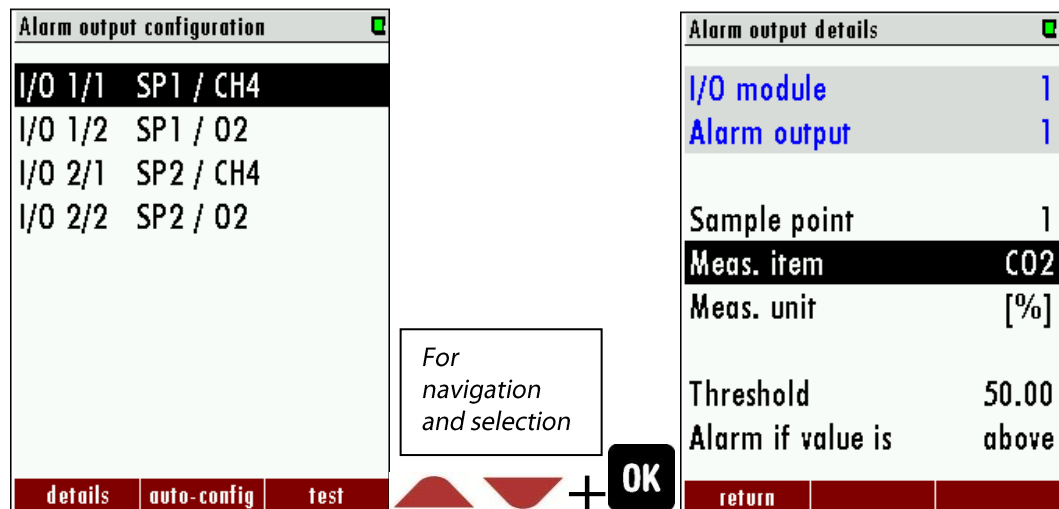 Alarm output configuration
I/O 1/1 SP1 / CH4
I/O 1/2 SP1 / O2
I/O 2/1 SP2 / CH4
I/O 2/2 SP2 / O2
details auto-config test
For
navigation
and selection
+ OK
Alarm output details
I/O module 1
Alarm output 1
Sample point 1
Meas. item CO2
Meas. unit [%]
Threshold 50.00
Alarm if value is above
return